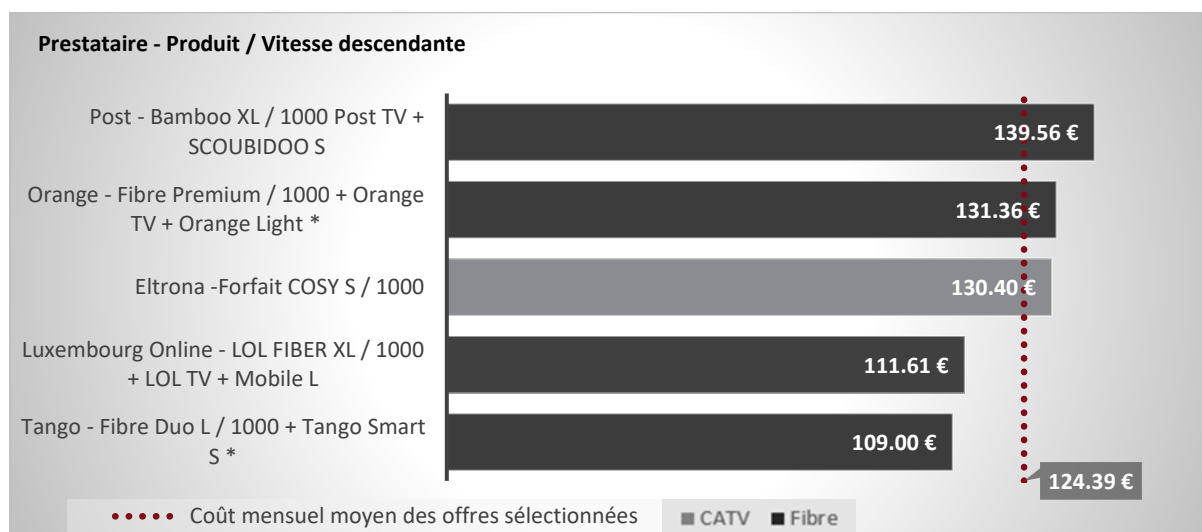 Prestataire - Produit / Vitesse descendante
Post - Bamboo XL / 1000 Post TV +
SCOUBIDOO S
139.56 €
Orange - Fibre Premium / 1000 + Orange
TV + Orange Light *
131.36 €
Eltrona -Forfait COSY S / 1000
130.40 €
Luxembourg Online - LOL FIBER XL / 1000
+ LOL TV + Mobile L
111.61 €
Tango - Fibre Duo L / 1000 + Tango Smart
S *
109.00 €
124.39 €
Coût mensuel moyen des offres sélectionnées
CATV
Fibre